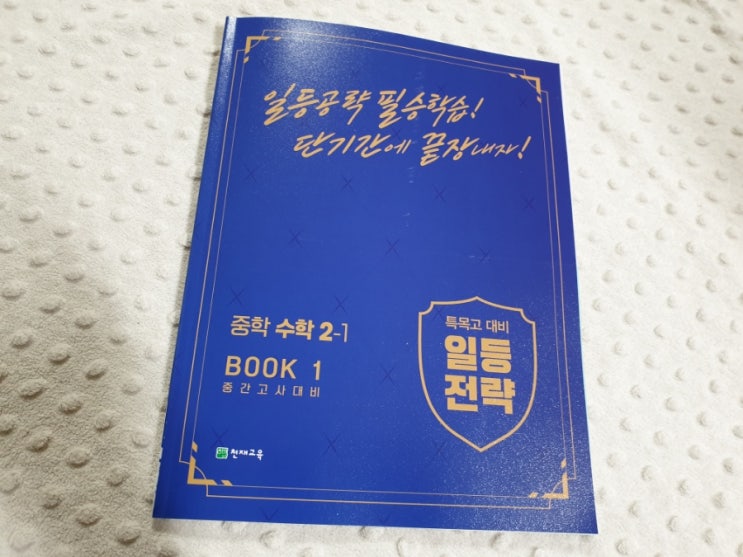 일등공략 필승학습!
단기간에 끝장내자!
중학 수학 2-1
BOOK 1
중간고사대비
특목고 대비
일등
전략
천재교육